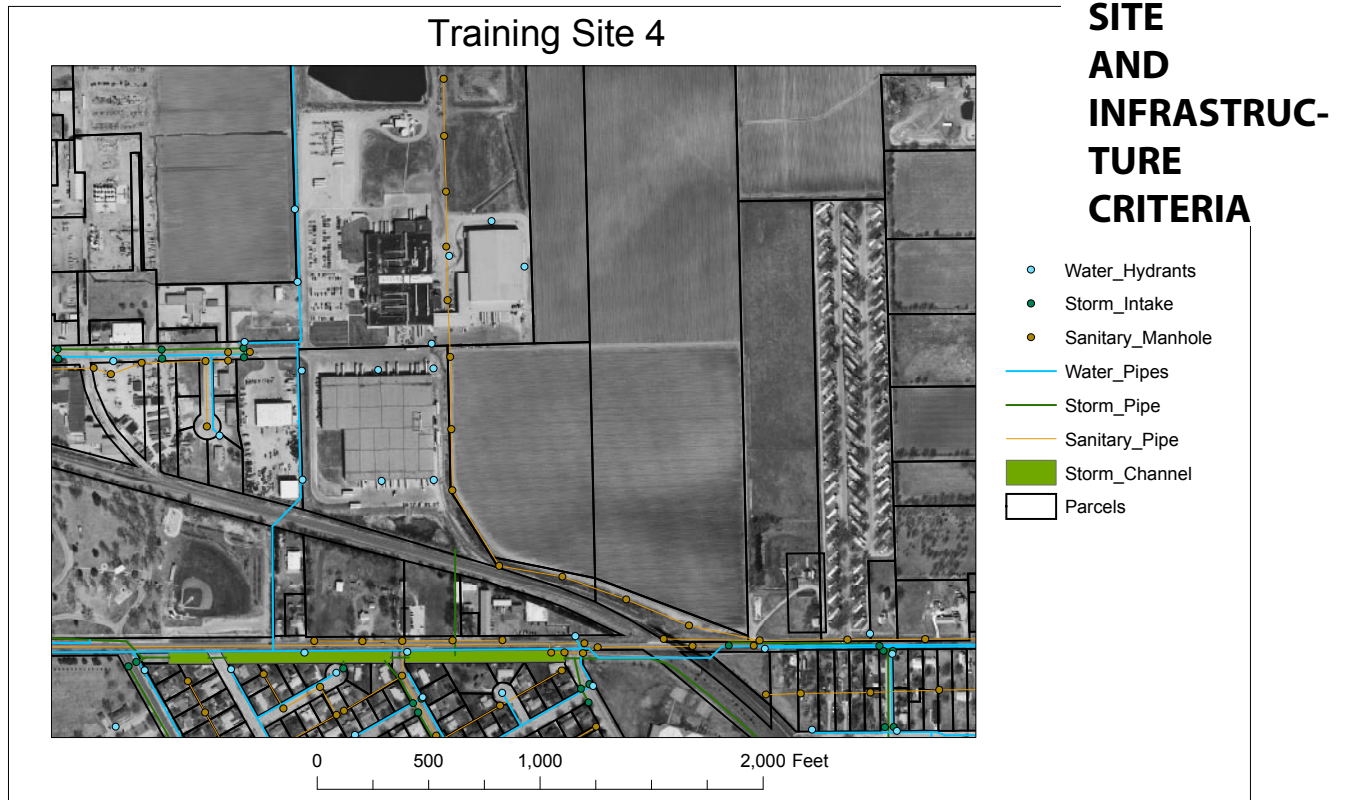 Training Site 4
SITE
AND
INFRASTRUC-
TURE
CRITERIA
Water_Hydrants
Storm_Intake
Sanitary_Manhole
Water_Pipes
Storm_Pipe
Sanitary_Pipe
Storm_Channel
Parcels
0 500 1,000 2,000 Feet